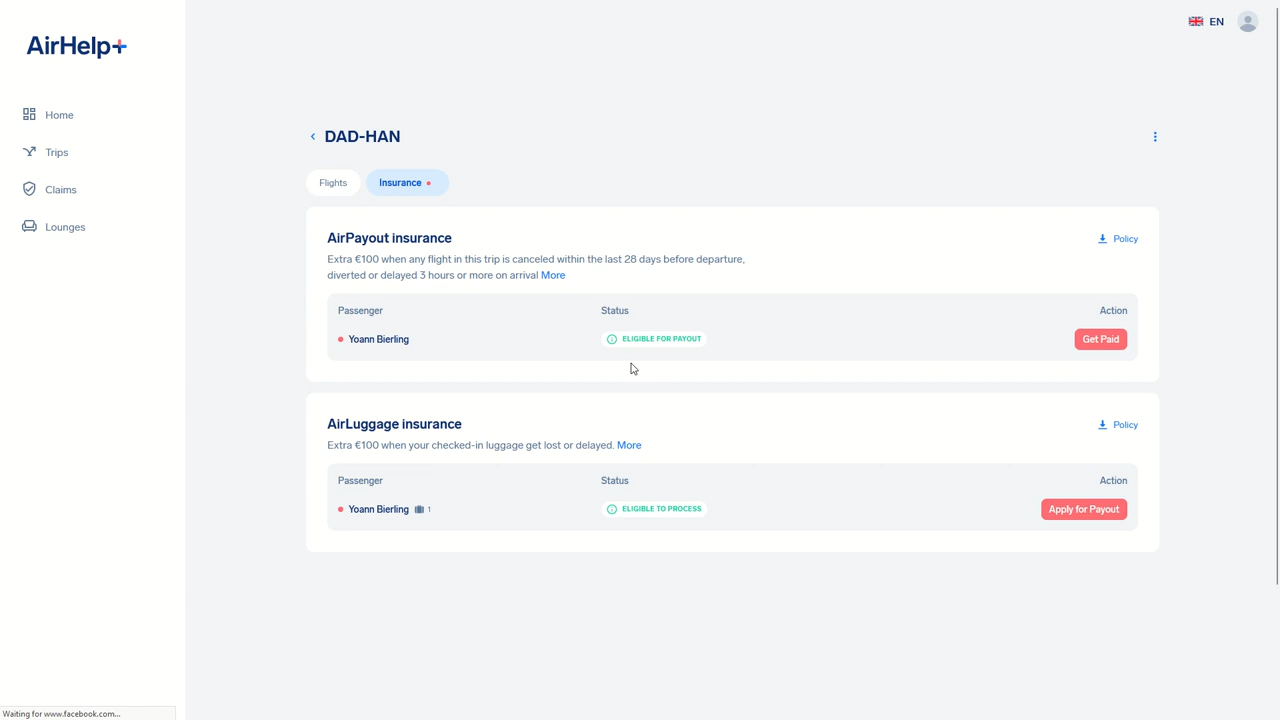 AirHelp+
EN
Home
Trips
Claims
Lounges
DAD-HAN
Flights
Insurance
AirPayout insurance
Policy
Extra €100 when any flight in this trip is canceled within the last 28 days before departure,
diverted or delayed 3 hours or more on arrival More
Passenger Status Action
Yoann Bierling ELIGIBLE FOR PAYOUT Get Paid
AirLuggage insurance
Policy
Extra €100 when your checked-in luggage get lost or delayed. More
Passenger Status Action
Yoann Bierling 1 ELIGIBLE TO PROCESS Apply for Payout
Waiting for www.facebook.com...